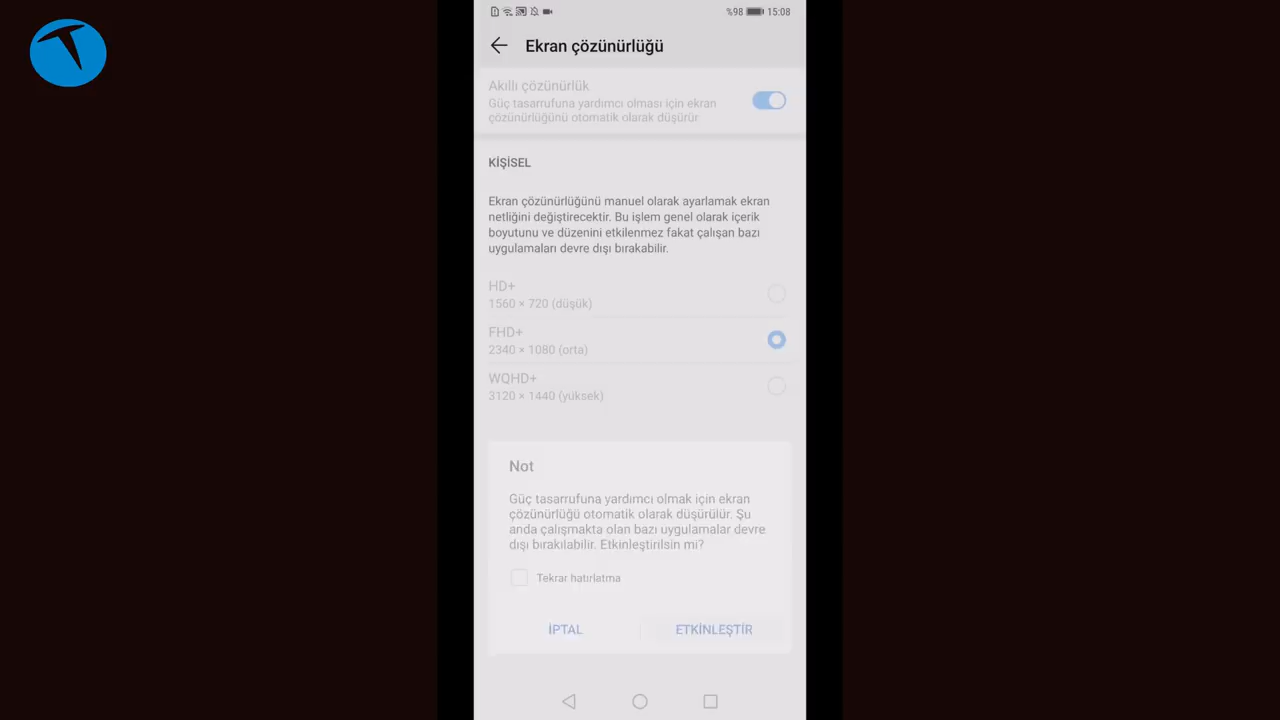 %98 15:08
Ekran çözünürlüğü
Akıllı çözünürlük
Güç tasarrufuna yardımcı olması için ekran
çözünürlüğünü otomatik olarak düşürür
KİŞİSEL
Ekran çözünürlüğünü manuel olarak ayarlamak ekran
netliğini değiştirecektir. Bu işlem genel olarak içerik
boyutunu ve düzenini etkilenmez fakat çalışan bazı
uygulamaları devre dışı bırakabilir.
HD+
1560 × 720 (düşük)
FHD+
2340 × 1080 (orta)
WQHD+
3120 × 1440 (yüksek)
Not
Güç tasarrufuna yardımcı olmak için ekran
çözünürlüğü otomatik olarak düşürülür. Şu
anda çalışmakta olan bazı uygulamalar devre
dışı bırakılabilir. Etkinleştirilsin mi?
Tekrar hatırlatma
İPTAL ETKİNLEŞTİR